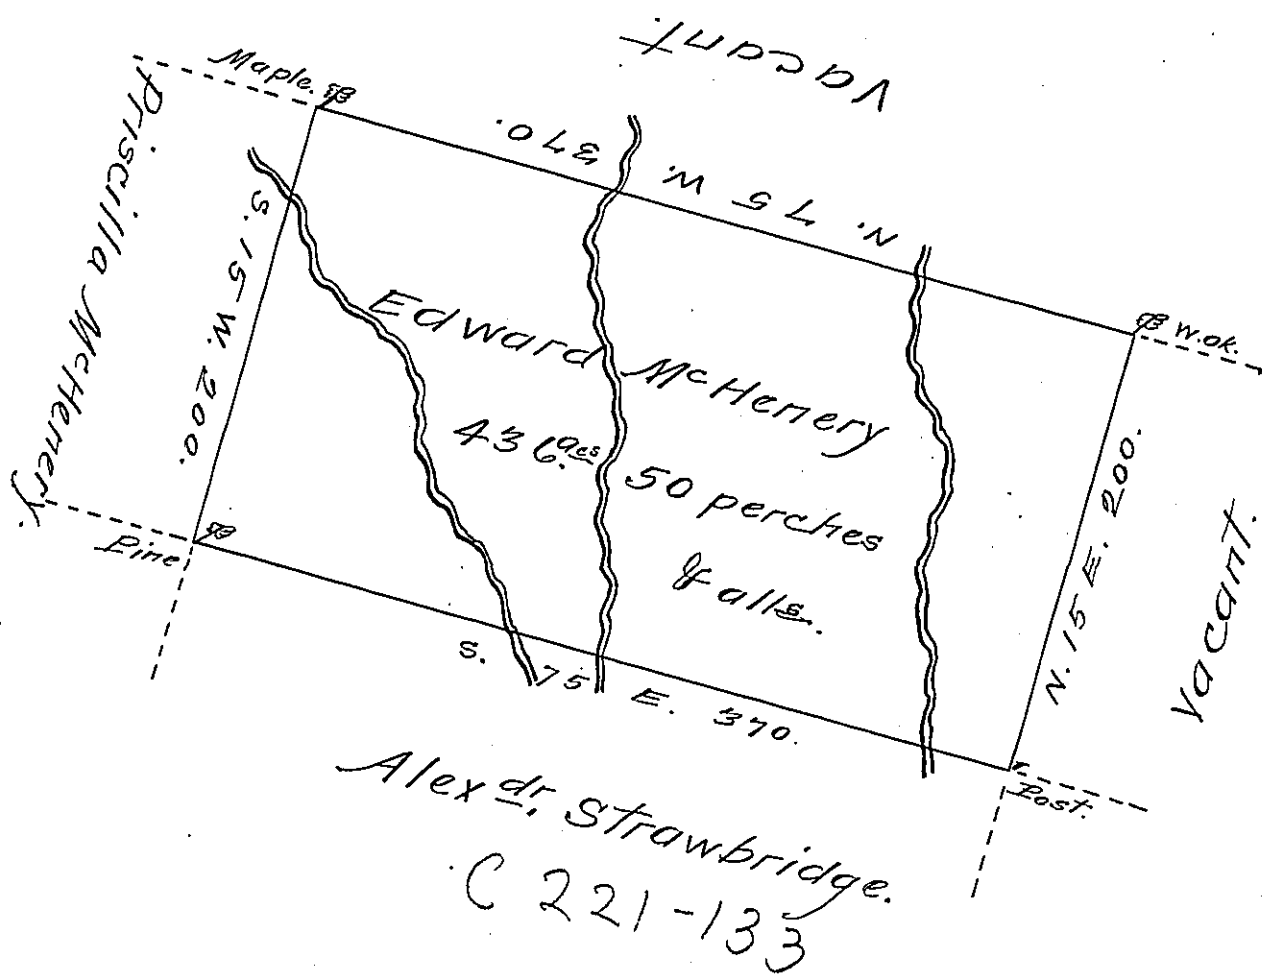 Vacant.
Maple.
N. 75 W. 370.
Priscilla McHenery.
S. 15 W. 200.
W. ok.
Edward McHenery
436 acs 50 perches
& alls.
N. 15 E. 200.
Vacant.
Pine
S. 75 E. 370.
Post.
Alexdr. Strawbridge.
C 221-133